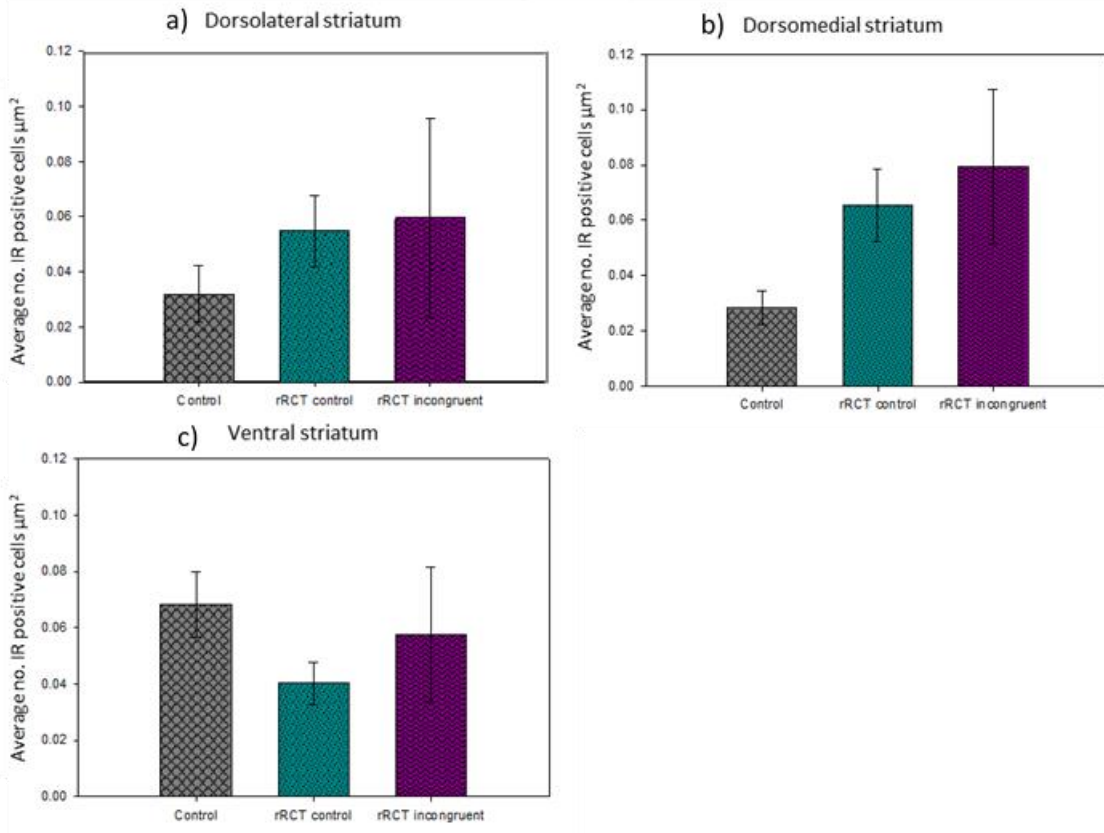 a) Dorsolateral striatum
Average no. IR positive cells µm²
0.12
0.10
0.08
0.06
0.04
0.02
0.00
Control rRCT control rRCT incongruent
b) Dorsomedial striatum
Average no. IR positive cells µm²
0.12
0.10
0.08
0.06
0.04
0.02
0.00
Control rRCT control rRCT incongruent
c) Ventral striatum
Average no. IR positive cells µm²
0.12
0.10
0.08
0.06
0.04
0.02
0.00
Control rRCT control rRCT incongruent